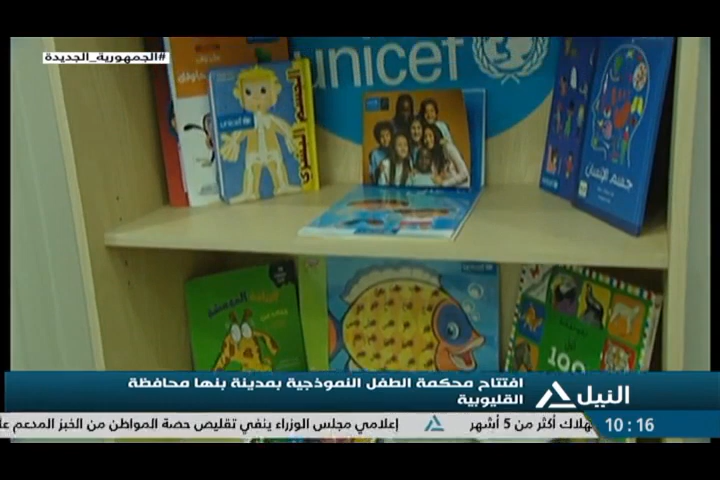 #الجمهورية_الجديدة
unicef
الجسم البشري
unicef
جسم الإنسان
100
افتتاح محكمة الطفل النموذجية بمدينة بنها محافظة
القليوبية
النيل
هلاك أكثر من 5 أشهر
إعلامي مجلس الوزراء ينفي تقليص حصة المواطن من الخبز المدعم
10:16